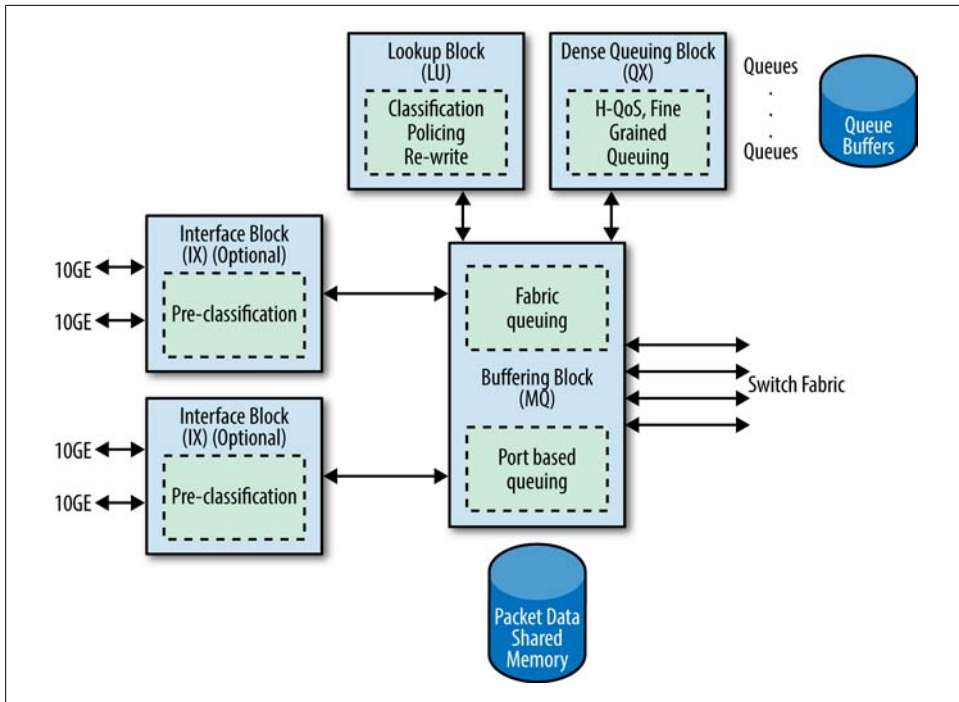 Lookup Block
(LU)
Classification
Policing
Re-write
Dense Queuing Block
(QX)
H-QoS, Fine
Grained
Queuing
Queues
.
.
.
Queues
Queue
Buffers
Interface Block
(IX) (Optional)
Pre-classification
10GE
10GE
Fabric
queuing
Buffering Block
(MQ)
Port based
queuing
Switch Fabric
Interface Block
(IX) (Optional)
Pre-classification
10GE
10GE
Packet Data
Shared
Memory